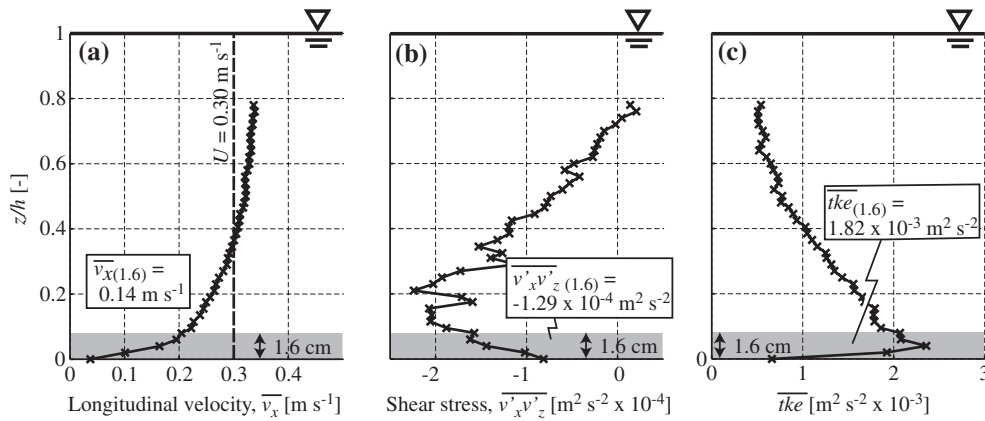 (a)
(b)
(c)
1
0.8
0.6
0.4
0.2
0
z/h [-]
U = 0.30 m s⁻¹
v̅x(1.6) =
0.14 m s⁻¹
1.6 cm
0 0.1 0.2 0.3 0.4
Longitudinal velocity, v̅x [m s⁻¹]
v'xv'z (1.6) =
-1.29 x 10⁻⁴ m² s⁻²
1.6 cm
-2 -1 0
Shear stress, v'xv'z [m² s⁻² x 10⁻⁴]
tke(1.6) =
1.82 x 10⁻³ m² s⁻²
1.6 cm
0
0 1 2 3
tke [m² s⁻² x 10⁻³]